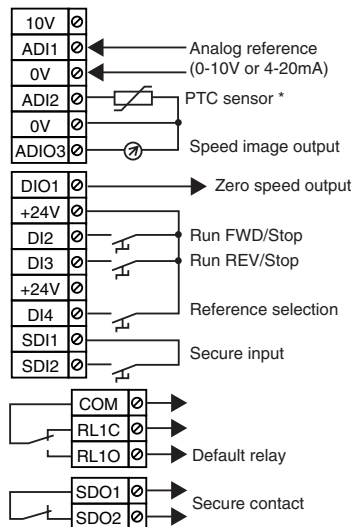 10V
ADI1 Analog reference
0V (0-10V or 4-20mA)
ADI2 PTC sensor *
0V
ADIO3 Speed image output
DIO1 Zero speed output
+24V
DI2 Run FWD/Stop
DI3 Run REV/Stop
+24V
DI4 Reference selection
SDI1
Secure input
SDI2
COM
RL1C
RL1O Default relay
SDO1
Secure contact
SDO2